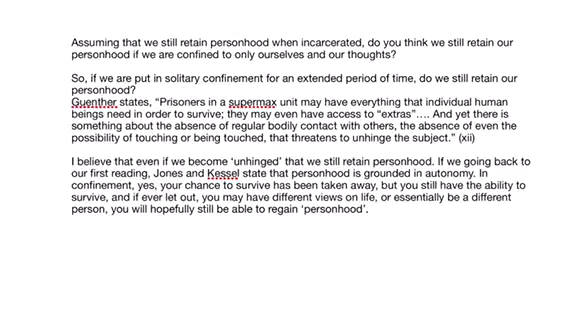 Assuming that we still retain personhood when incarcerated, do you think we still retain our
personhood if we are confined to only ourselves and our thoughts?
So, if we are put in solitary confinement for an extended period of time, do we still retain our
personhood?
Guenther states, “Prisoners in a supermax unit may have everything that individual human
beings need in order to survive; they may even have access to “extras”…. And yet there is
something about the absence of regular bodily contact with others, the absence of even the
possibility of touching or being touched, that threatens to unhinge the subject.” (xii)
I believe that even if we become ‘unhinged’ that we still retain personhood. If we going back to
our first reading, Jones and Kessel state that personhood is grounded in autonomy. In
confinement, yes, your chance to survive has been taken away, but you still have the ability to
survive, and if ever let out, you may have different views on life, or essentially be a different
person, you will hopefully still be able to regain ‘personhood’.